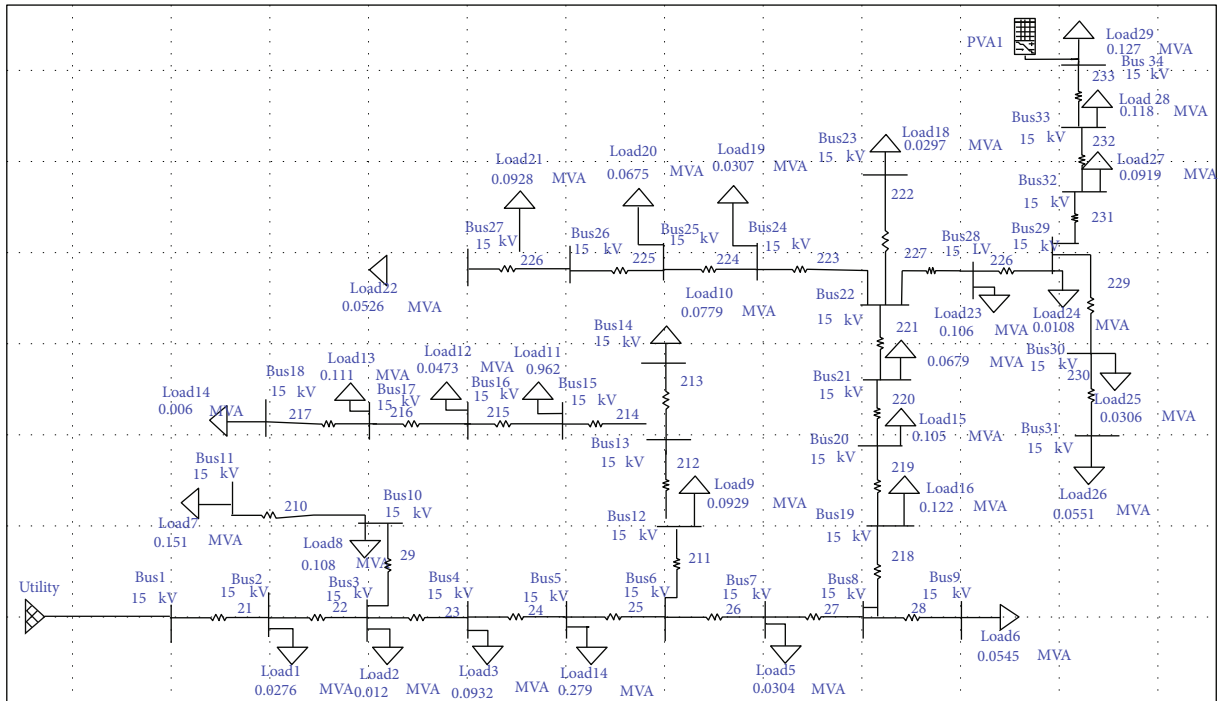 PVA1
Load29
0.127 MVA
Bus 34
233 15 kV
Load 28
0.118 MVA
Bus33
15 kV
232
Load27
0.0919 MVA
Bus32
15 kV
231
Bus23
15 kV
Load18
0.0297 MVA
222
Load21
0.0928 MVA
Load20
0.0675 MVA
Load19
0.0307 MVA
Bus27
15 kV
226
Bus26
15 kV
225
Bus25
15 kV
224
Bus24
15 kV
223
227
Bus28
15 LV
226
Bus29
15 kV
229
Load22
0.0526 MVA
Load10
0.0779 MVA
Bus22
15 kV
Load23
0.106 MVA
Load24
0.0108 MVA
221
0.0679 MVA
Bus30
15 kV
230
Load25
0.0306 MVA
Bus14
15 kV
213
Bus21
15 kV
220
Load15
0.105 MVA
Bus31
15 kV
Load26
0.0551 MVA
Load14
0.006 MVA
Bus18
15 kV
217
Load13
0.111 MVA
Bus17
15 kV
216
Load12
0.0473 MVA
Bus16
15 kV
215
Load11
0.962
Bus15
15 kV
214
Bus13
15 kV
212
Bus20
15 kV
219
Load9
0.0929 MVA
Load16
0.122 MVA
Bus11
15 kV
210
Load7
0.151 MVA
Bus10
15 kV
Load8
0.108 MVA
29
Bus12
15 kV
211
Bus19
15 kV
218
Utility
Bus1
15 kV
21
Bus2
15 kV
22
Bus3
15 kV
23
Bus4
15 kV
24
Bus5
15 kV
25
Bus6
15 kV
26
Bus7
15 kV
27
Bus8
15 kV
28
Bus9
15 kV
Load1
0.0276 MVA
Load2
0.012 MVA
Load3
0.0932 MVA
Load14
0.279 MVA
Load5
0.0304 MVA
Load6
0.0545 MVA